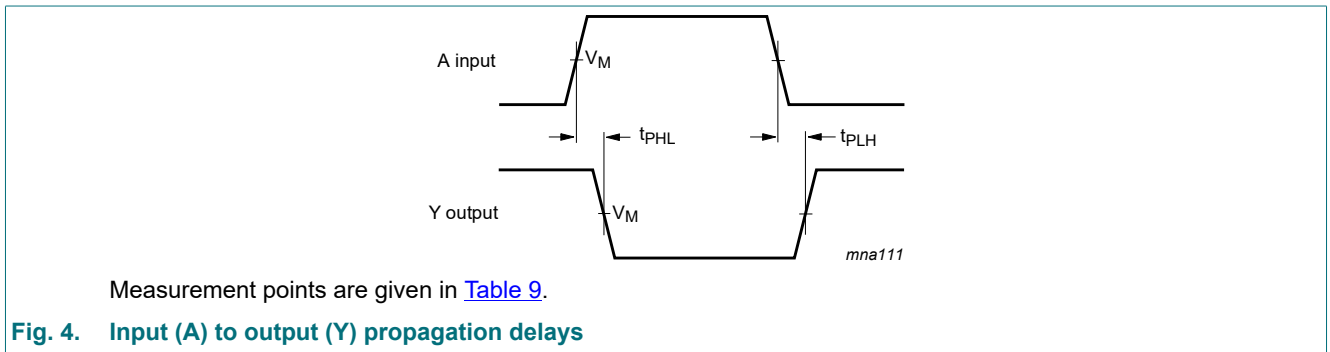 A input
VM
tPHL
tPLH
Y output
VM
mna111
Measurement points are given in Table 9.
Fig. 4. Input (A) to output (Y) propagation delays